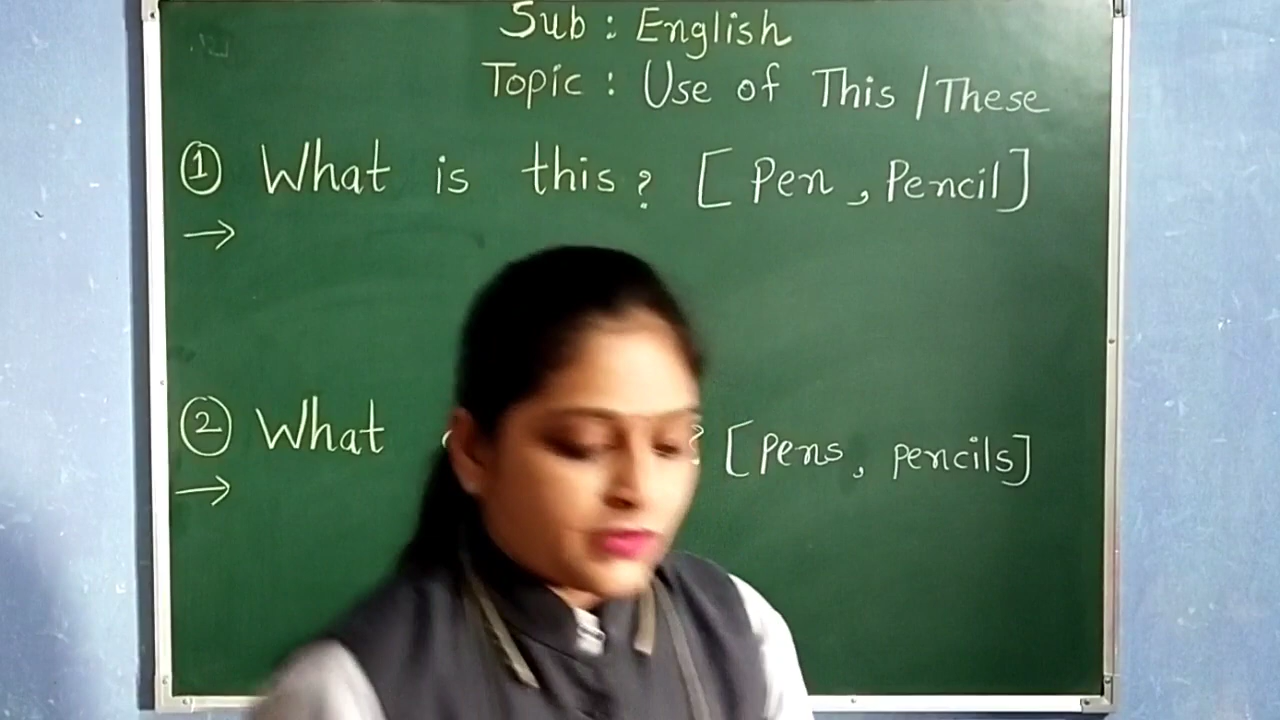 Sub : English
Topic : Use of This / These
① What is this ? [ Pen , Pencil ]
→
② What ? [ pens , pencils ]
→